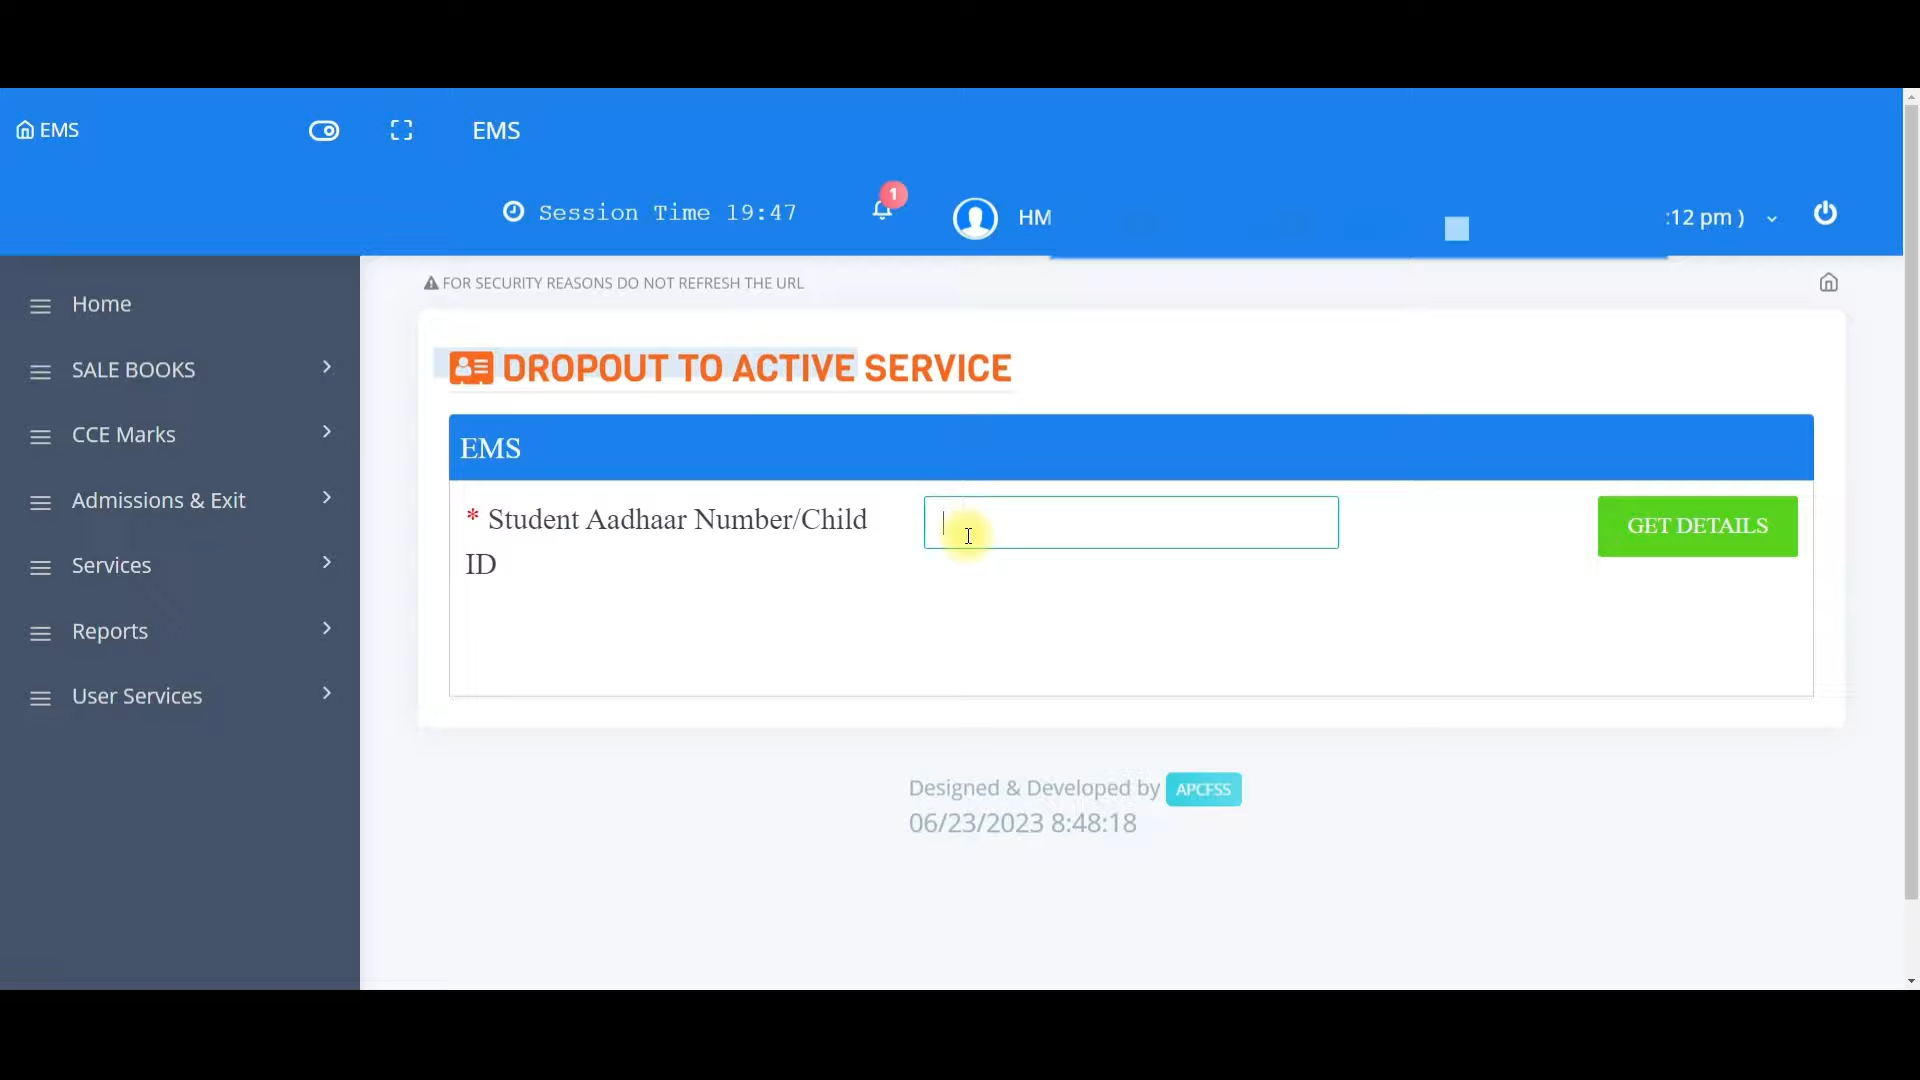 EMS
EMS
Session Time 19:47
1
HM
:12 pm )
Home
SALE BOOKS
CCE Marks
Admissions & Exit
Services
Reports
User Services
FOR SECURITY REASONS DO NOT REFRESH THE URL
DROPOUT TO ACTIVE SERVICE
EMS
* Student Aadhaar Number/Child
ID
GET DETAILS
Designed & Developed by APCFSS
06/23/2023 8:48:18